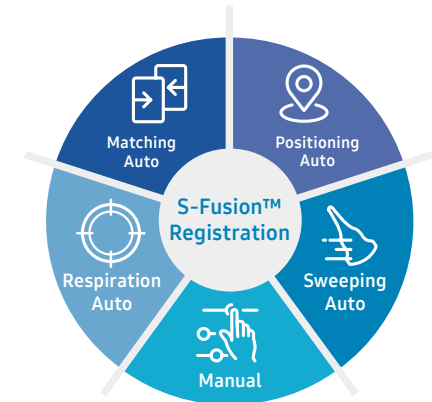 Matching
Auto
Positioning
Auto
S-Fusion™
Registration
Respiration
Auto
Sweeping
Auto
Manual